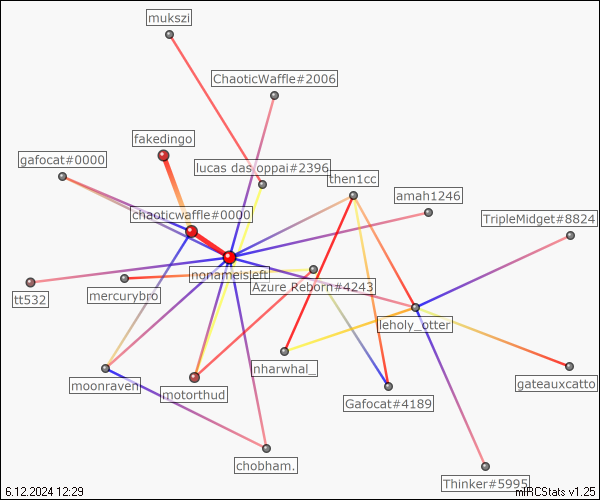 mukszi
ChaoticWaffle#2006
fakedingo
gafocat#0000
lucas das oppai#2396
then1cc
amah1246
chaoticwaffle#0000
TripleMidget#8824
nonameisleft
Azure Reborn#4243
tt532
mercurybro
leholy_otter
nharwhal_
moonraven
motorthud
gateauxcatto
Gafocat#4189
chobham.
Thinker#5995
6.12.2024 12:29
mIRCStats v1.25